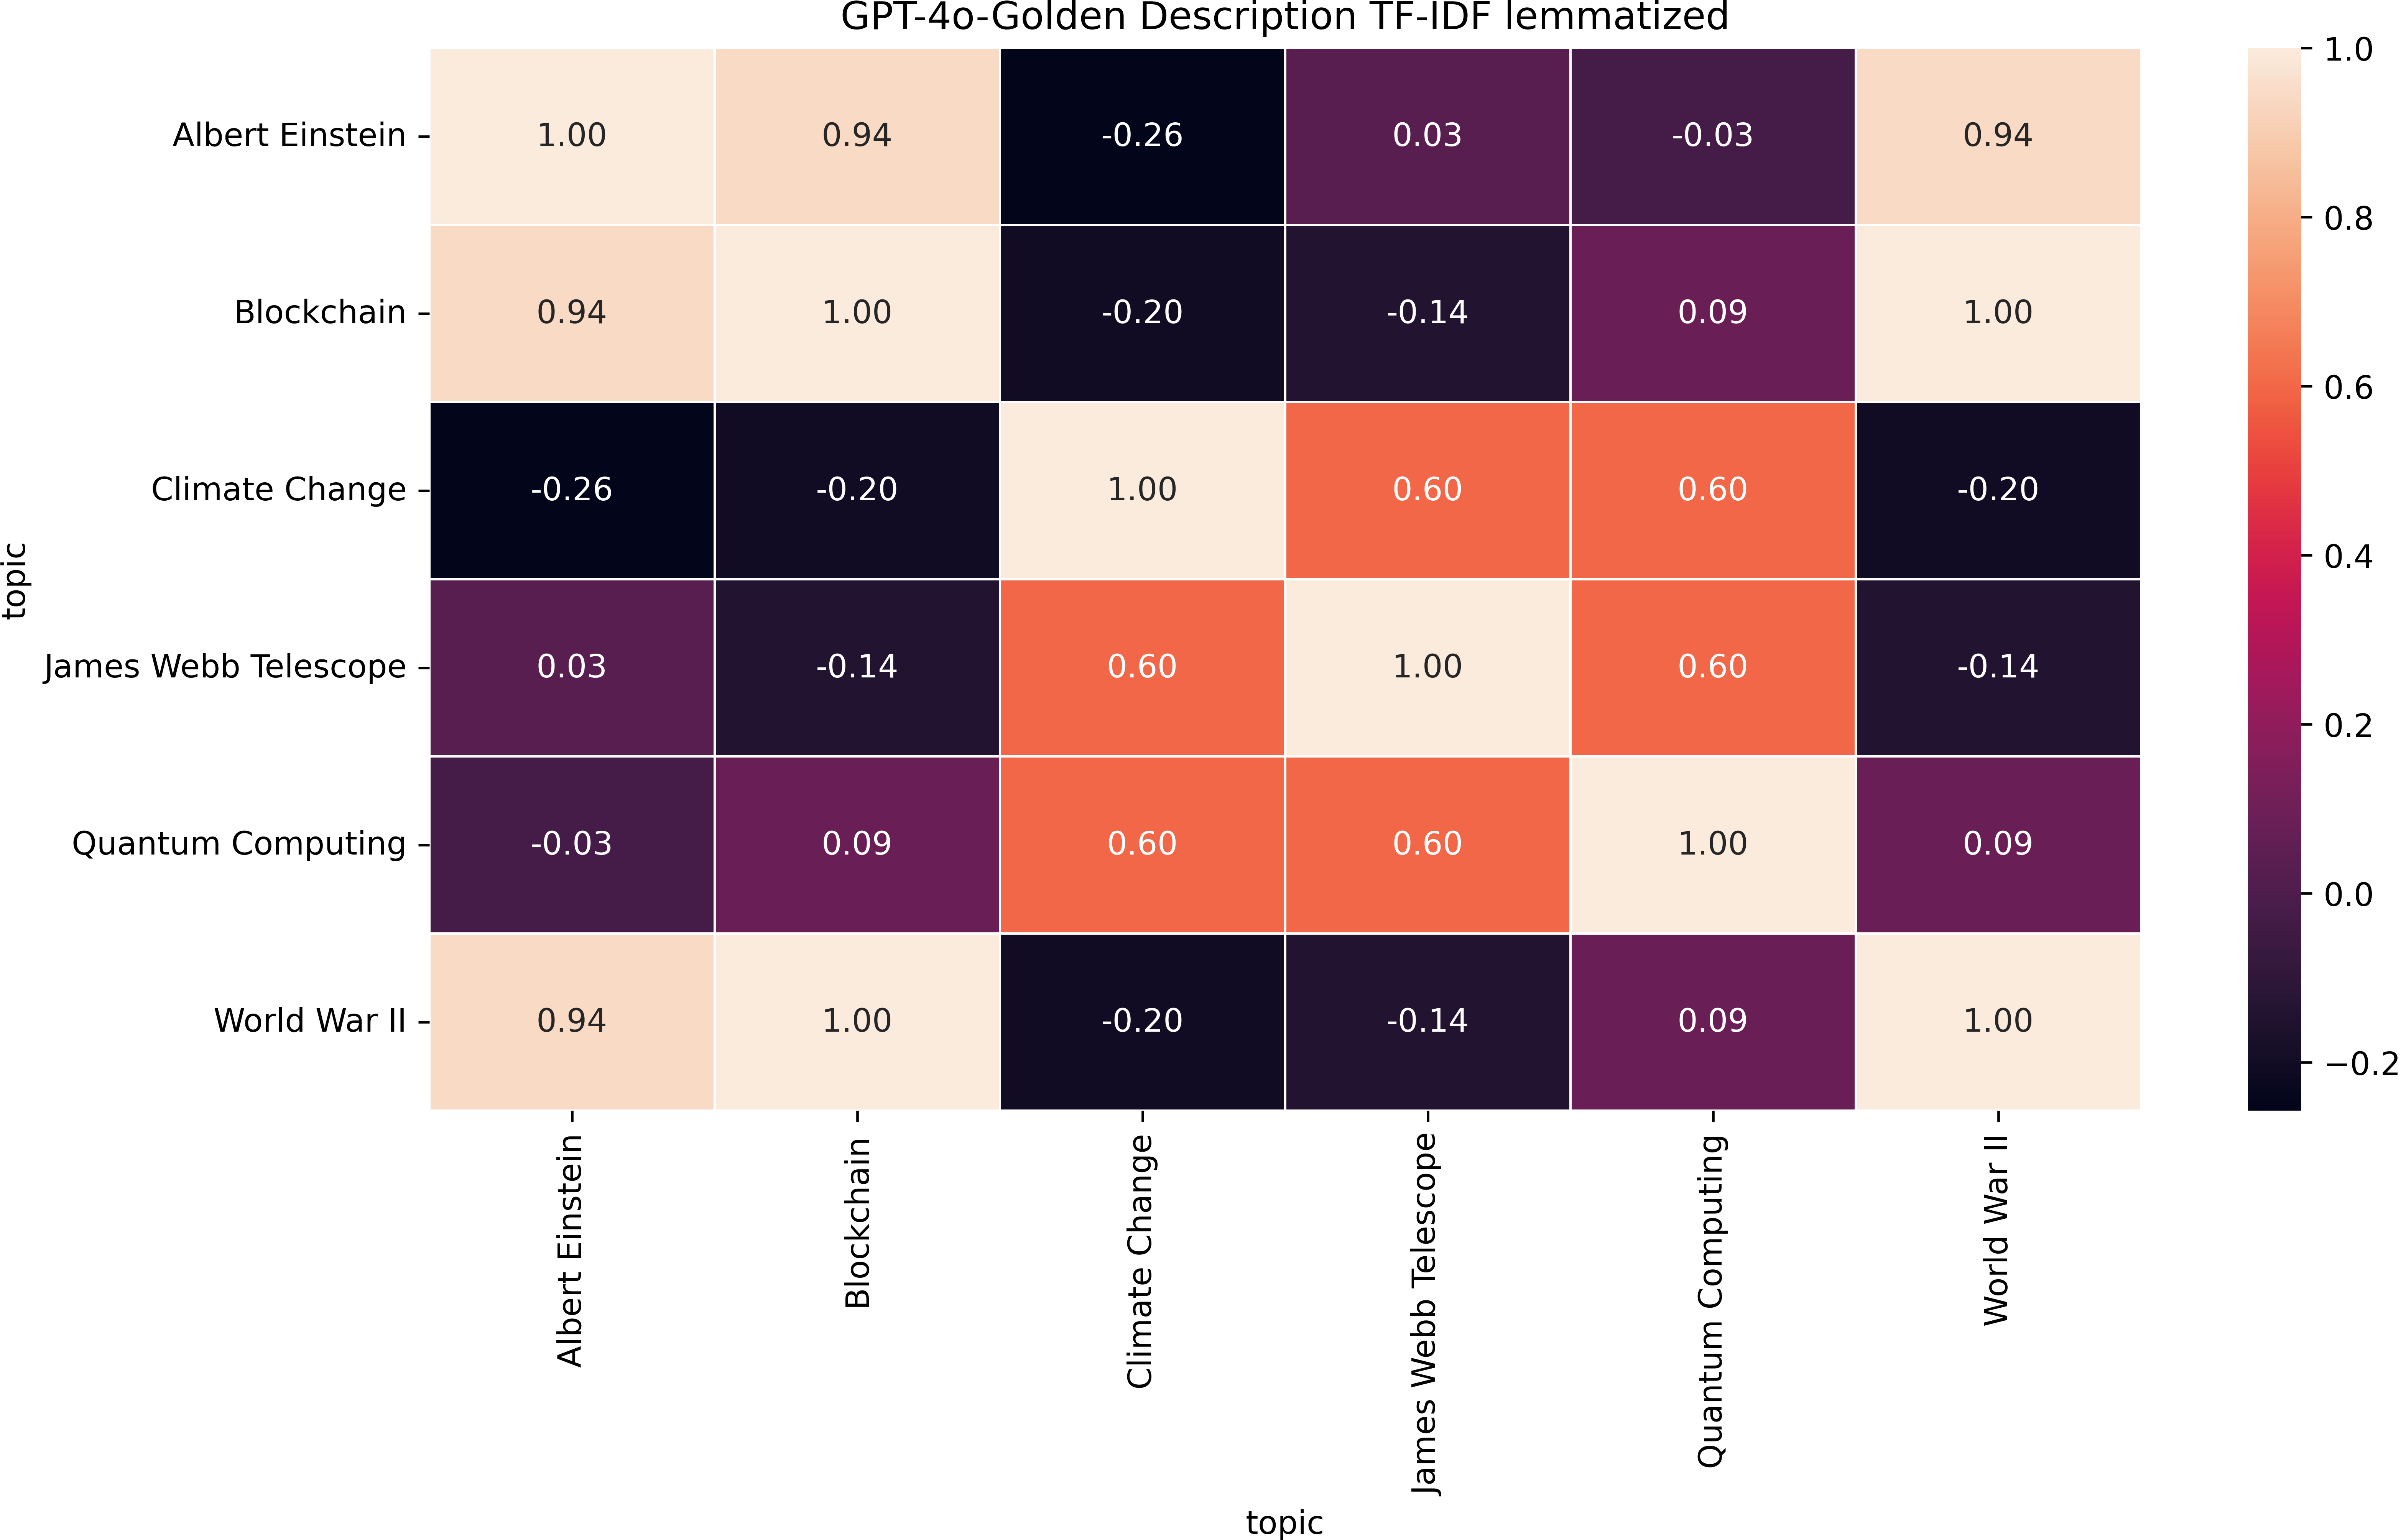 GPT-4o-Golden Description TF-IDF lemmatized
Albert Einstein 1.00 0.94 -0.26 0.03 -0.03 0.94
Blockchain 0.94 1.00 -0.20 -0.14 0.09 1.00
Climate Change -0.26 -0.20 1.00 0.60 0.60 -0.20
James Webb Telescope 0.03 -0.14 0.60 1.00 0.60 -0.14
Quantum Computing -0.03 0.09 0.60 0.60 1.00 0.09
World War II 0.94 1.00 -0.20 -0.14 0.09 1.00
topic
Albert Einstein
Blockchain
Climate Change
James Webb Telescope
Quantum Computing
World War II
topic
1.0
0.8
0.6
0.4
0.2
0.0
−0.2